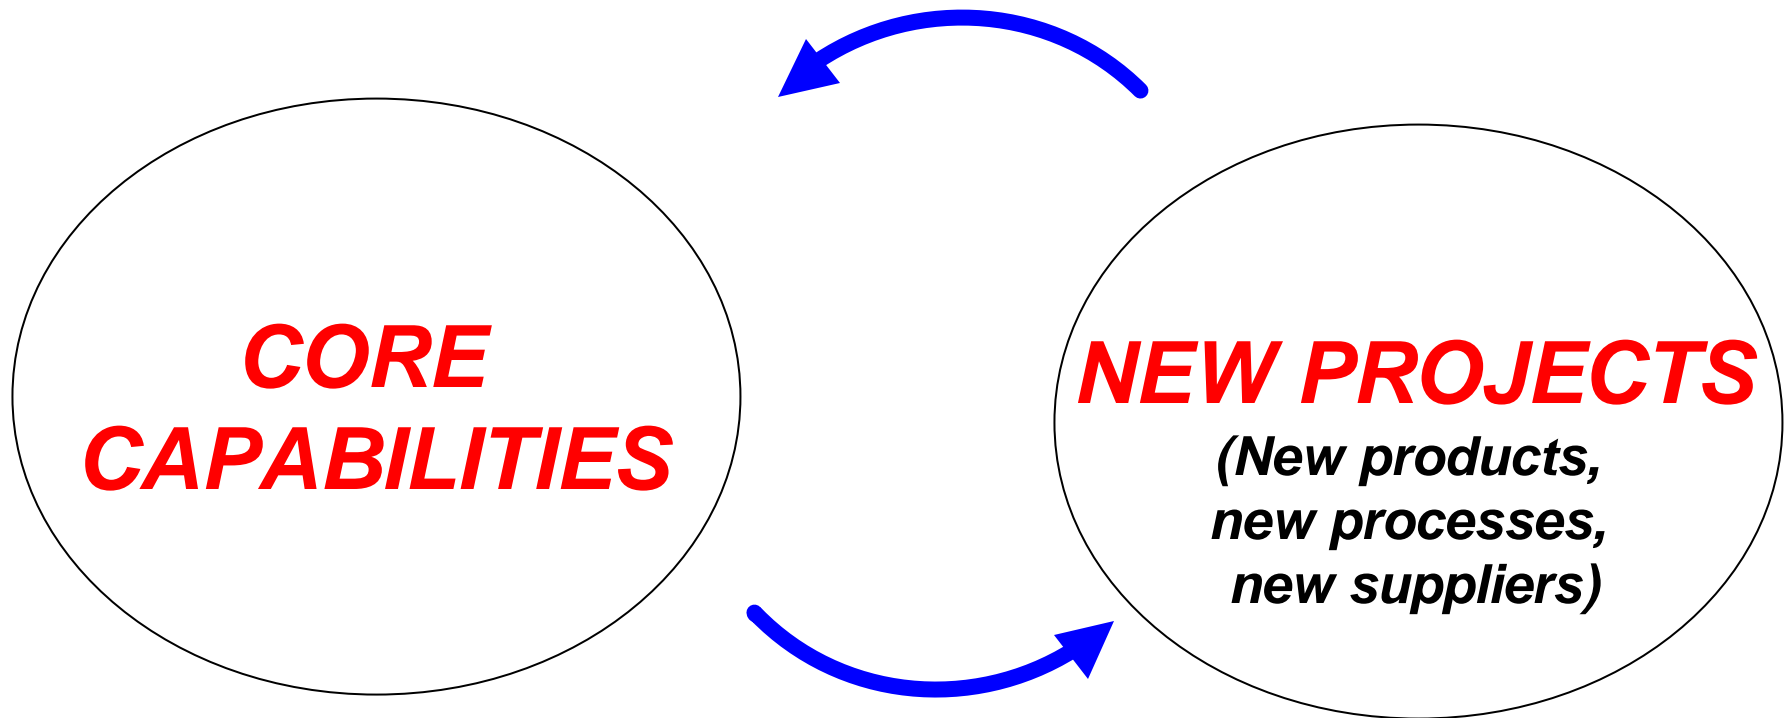 CORE
CAPABILITIES
NEW PROJECTS
(New products,
new processes,
new suppliers)